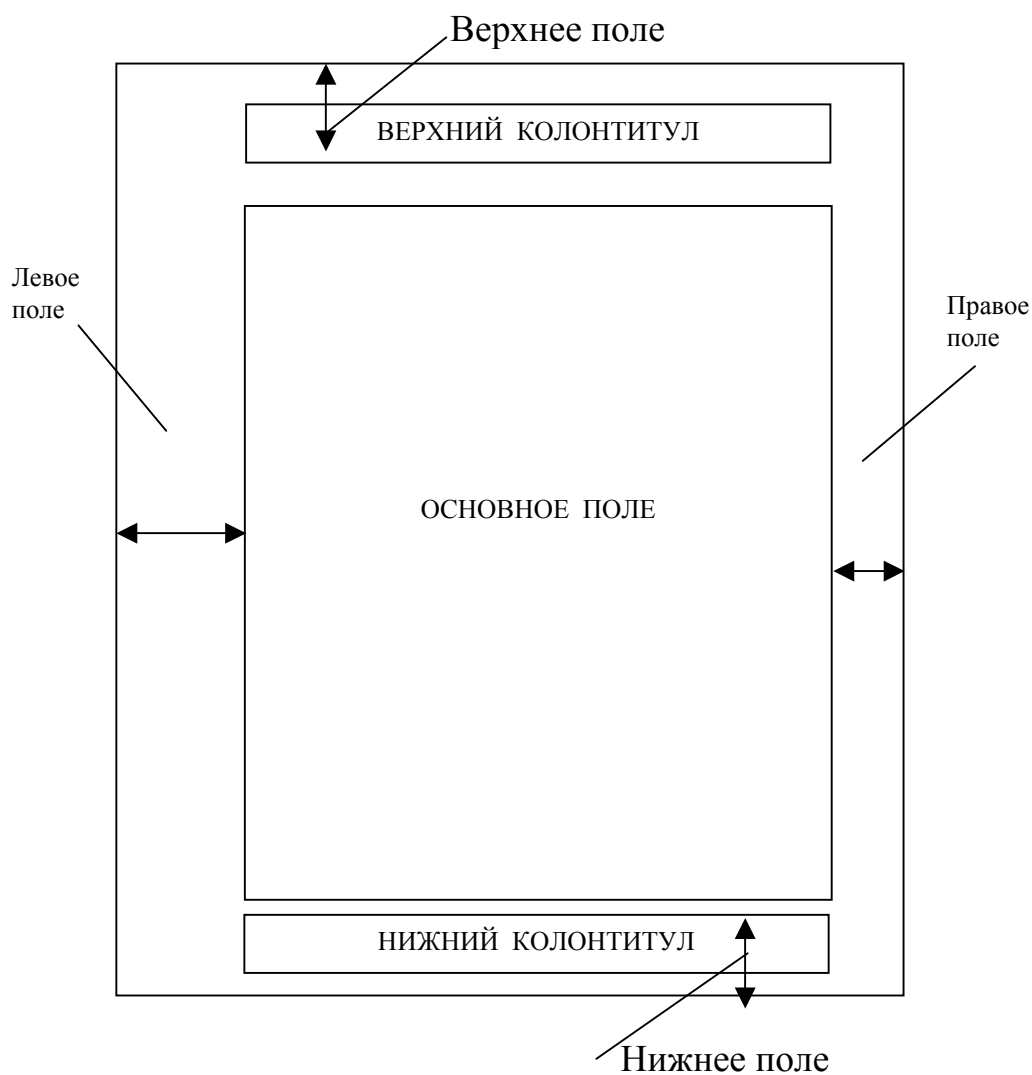 Верхнее поле
ВЕРХНИЙ КОЛОНТИТУЛ
Левое
поле
Правое
поле
ОСНОВНОЕ ПОЛЕ
НИЖНИЙ КОЛОНТИТУЛ
Нижнее поле